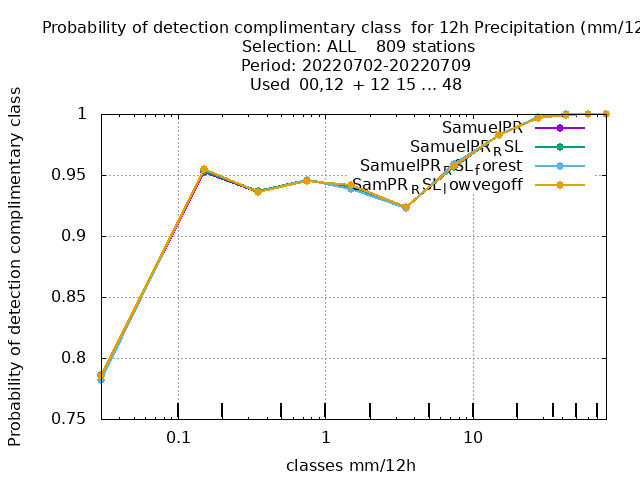 Probability of detection complimentary class  for 12h Precipitation (mm/12
Selection: ALL    809 stations
Period: 20220702-20220709
Used  00,12  + 12 15 ... 48
Probability of detection complimentary class
1
0.95
0.9
0.85
0.8
0.75
SamuelPR
SamuelPR_RSL
SamuelPR_RSL_forest
SamPR_RSL_lowvegoff
0.1
1
10
classes mm/12h